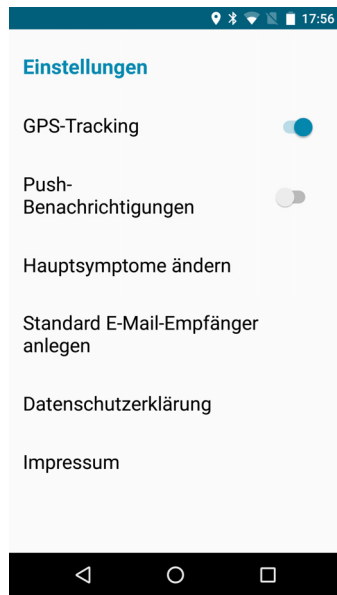 17:56
Einstellungen
GPS-Tracking
Push-
Benachrichtigungen
Hauptsymptome ändern
Standard E-Mail-Empfänger
anlegen
Datenschutzerklärung
Impressum